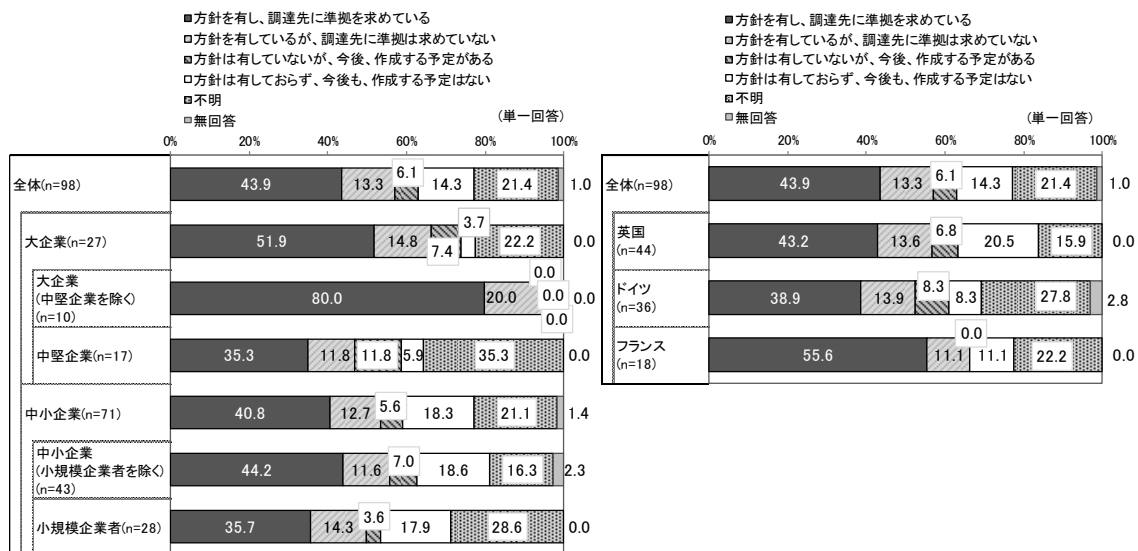 ■方針を有し、調達先に準拠を求めている
□方針を有しているが、調達先に準拠は求めていない
方針は有していないが、今後、作成する予定がある
□方針は有しておらず、今後も、作成する予定はない
不明
無回答
(単一回答)
0% 20% 40% 60% 80% 100%
全体(n=98) 43.9 13.3 6.1 14.3 21.4 1.0
大企業(n=27) 51.9 14.8 7.4 3.7 22.2 0.0
大企業
(中堅企業を除く)
(n=10) 80.0 20.0 0.0 0.0 0.0 0.0
中堅企業(n=17) 35.3 11.8 11.8 5.9 35.3 0.0
中小企業(n=71) 40.8 12.7 5.6 18.3 21.1 1.4
中小企業
(小規模企業者を除く)
(n=43) 44.2 11.6 7.0 18.6 16.3 2.3
小規模企業者(n=28) 35.7 14.3 3.6 17.9 28.6 0.0
■方針を有し、調達先に準拠を求めている
□方針を有しているが、調達先に準拠は求めていない
方針は有していないが、今後、作成する予定がある
□方針は有しておらず、今後も、作成する予定はない
不明
無回答
(単一回答)
0% 20% 40% 60% 80% 100%
全体(n=98) 43.9 13.3 6.1 14.3 21.4 1.0
英国
(n=44) 43.2 13.6 6.8 20.5 15.9 0.0
ドイツ
(n=36) 38.9 13.9 8.3 8.3 27.8 2.8
フランス
(n=18) 55.6 11.1 0.0 11.1 22.2 0.0